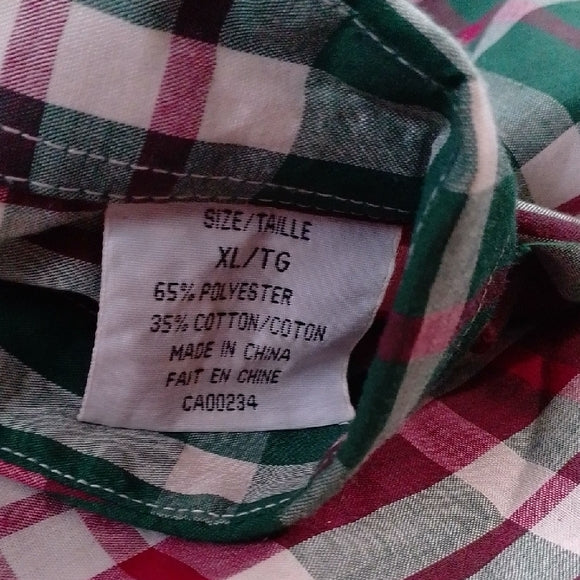 SIZE/TAILLE
XL/TG
65% POLYESTER
35% COTTON/COTON
MADE IN CHINA
FAIT EN CHINE
CA00234